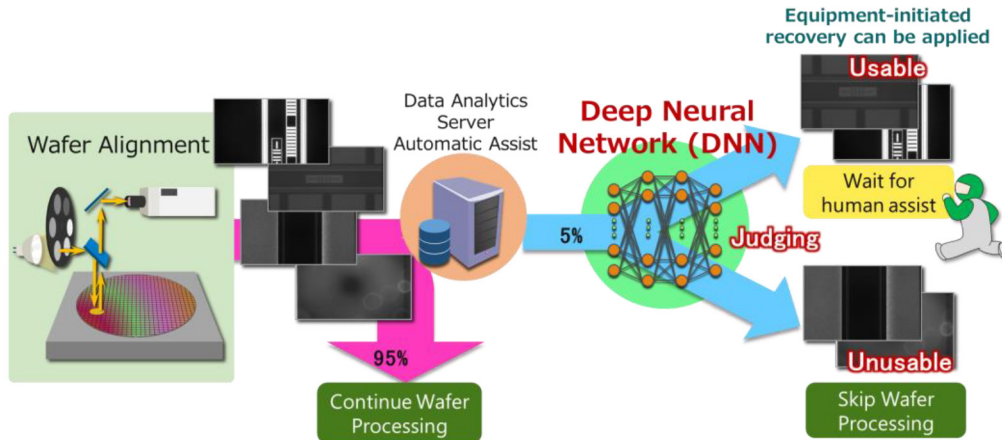 Wafer Alignment
Data Analytics
Server
Automatic Assist
95%
Continue Wafer
Processing
5%
Deep Neural
Network (DNN)
Judging
Equipment-initiated
recovery can be applied
Usable
Wait for
human assist
Unusable
Skip Wafer
Processing